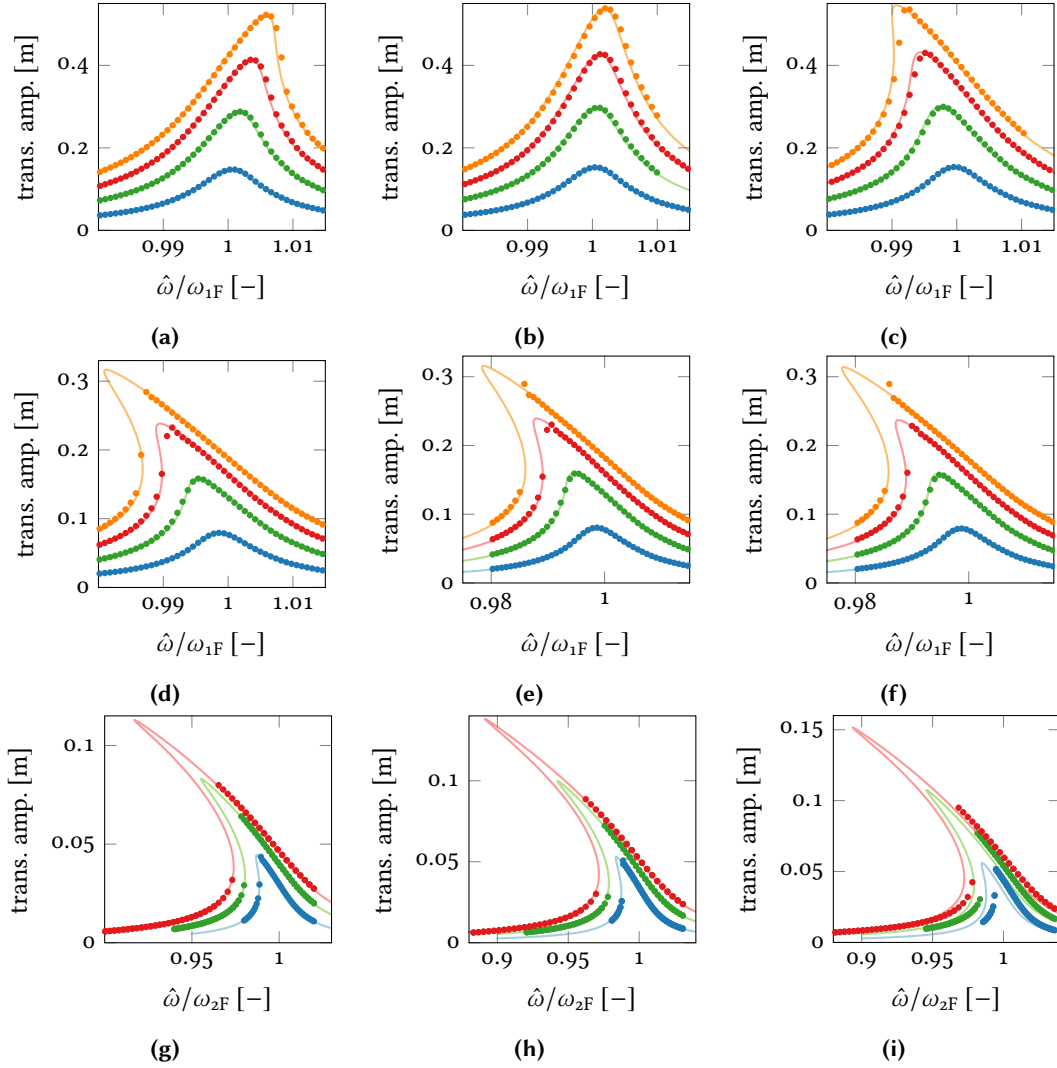 trans. amp. [m]
0.4
0.2
0
0.99 1 1.01
ω̂/ω1F [−]
(a)
trans. amp. [m]
0.4
0.2
0
0.99 1 1.01
ω̂/ω1F [−]
(b)
trans. amp. [m]
0.4
0.2
0
0.99 1 1.01
ω̂/ω1F [−]
(c)
trans. amp. [m]
0.3
0.2
0.1
0
0.99 1 1.01
ω̂/ω1F [−]
(d)
trans. amp. [m]
0.3
0.2
0.1
0
0.98 1
ω̂/ω1F [−]
(e)
trans. amp. [m]
0.3
0.2
0.1
0
0.98 1
ω̂/ω1F [−]
(f)
trans. amp. [m]
0.1
0.05
0
0.95 1
ω̂/ω2F [−]
(g)
trans. amp. [m]
0.1
0.05
0
0.9 0.95 1
ω̂/ω2F [−]
(h)
trans. amp. [m]
0.15
0.1
0.05
0
0.9 0.95 1
ω̂/ω2F [−]
(i)